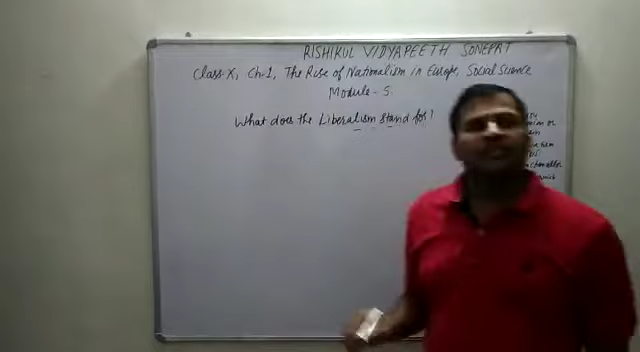 RISHIKUL VIDYAPEETH SONEPAT
Class-X, Ch-1, The Rise of Nationalism in Europe, Social Science
Module-5
What does the Liberalism stand for?